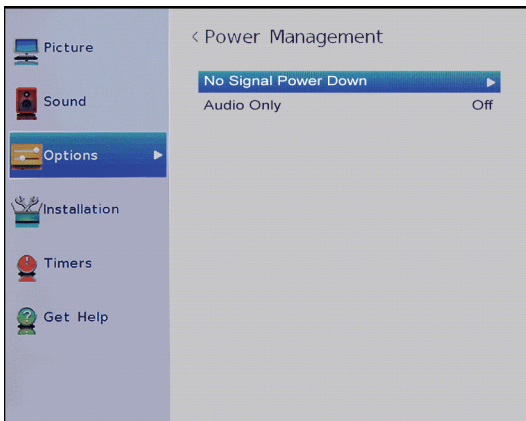 Picture
Sound
Options
Installation
Timers
Get Help
Power Management
No Signal Power Down
Audio Only Off